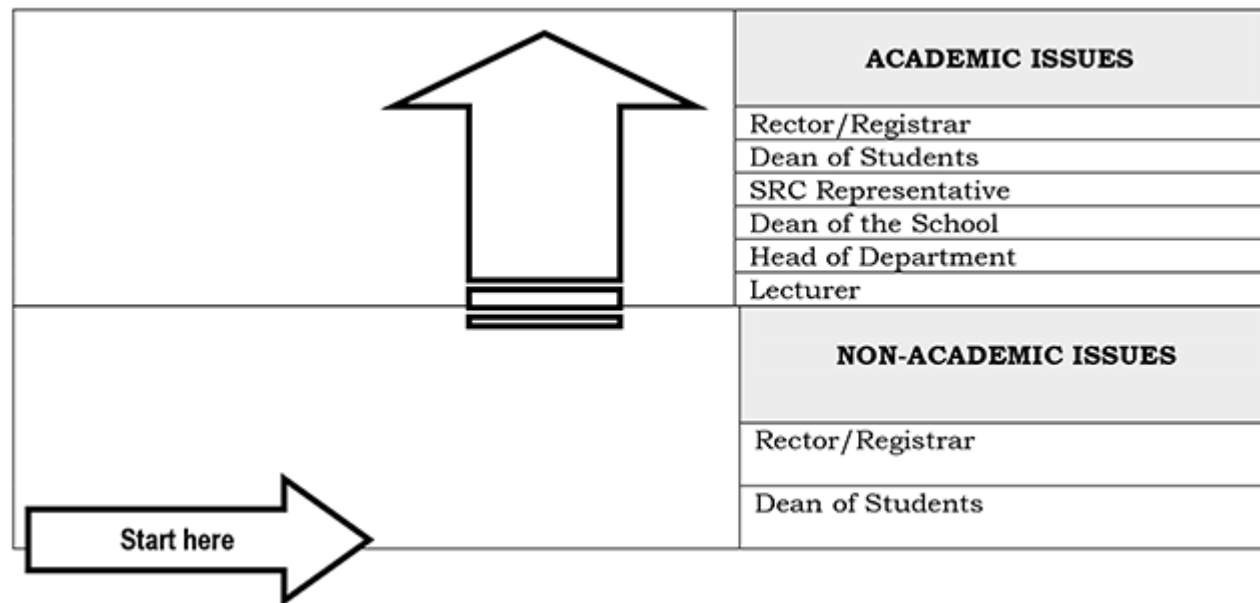 ACADEMIC ISSUES
Rector/Registrar
Dean of Students
SRC Representative
Dean of the School
Head of Department
Lecturer
NON-ACADEMIC ISSUES
Rector/Registrar
Dean of Students
Start here